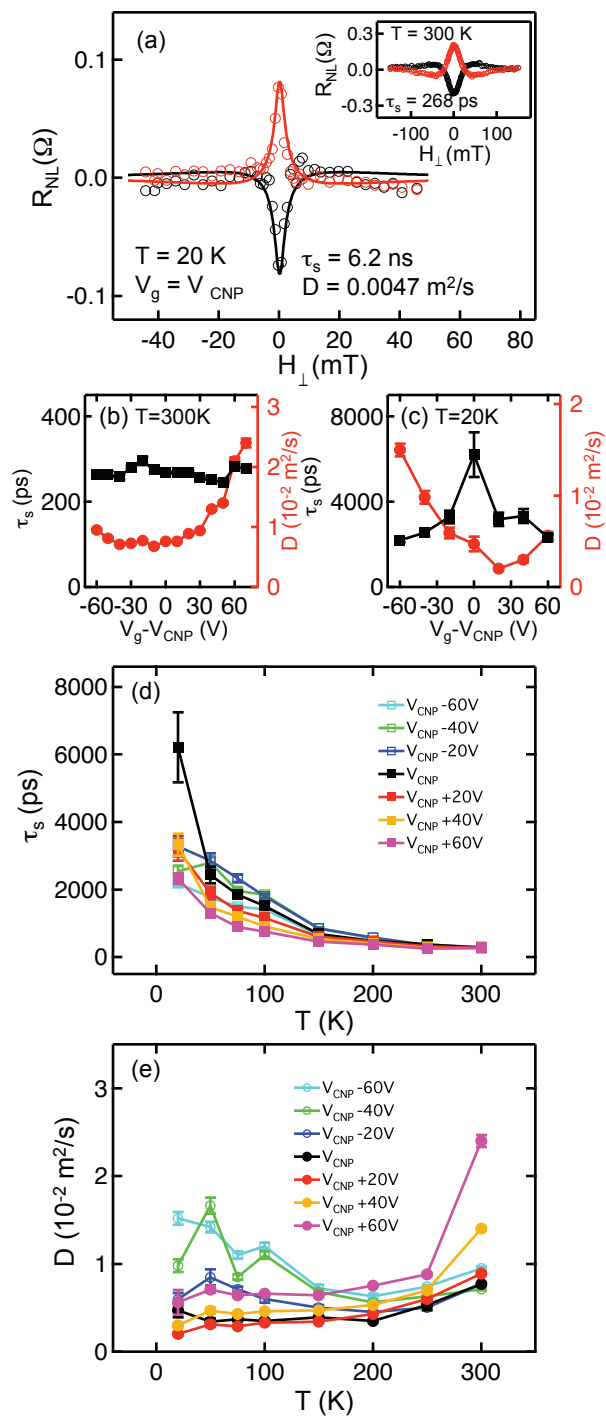 (a)
0.1
0.0
-0.1
R_NL(Ω)
T = 20 K
V_g = V_CNP
τ_s = 6.2 ns
D = 0.0047 m²/s
-40 -20 0 20 40 60 80
H_⊥(mT)
T = 300 K
τ_s = 268 ps
0.3
0.0
-0.3
R_NL(Ω)
-100 0 100
H_⊥(mT)
(b) T=300K
400
200
0
τ_s (ps)
3
2
1
0
D (10⁻² m²/s)
-60 -30 0 30 60
V_g-V_CNP (V)
(c) T=20K
8000
4000
0
τ_s (ps)
2
1
0
D (10⁻² m²/s)
-60 -30 0 30 60
V_g-V_CNP (V)
(d)
8000
6000
4000
2000
0
τ_s (ps)
V_CNP -60V
V_CNP -40V
V_CNP -20V
V_CNP
V_CNP +20V
V_CNP +40V
V_CNP +60V
0 100 200 300
T (K)
(e)
3
2
1
0
D (10⁻² m²/s)
V_CNP -60V
V_CNP -40V
V_CNP -20V
V_CNP
V_CNP +20V
V_CNP +40V
V_CNP +60V
0 100 200 300
T (K)